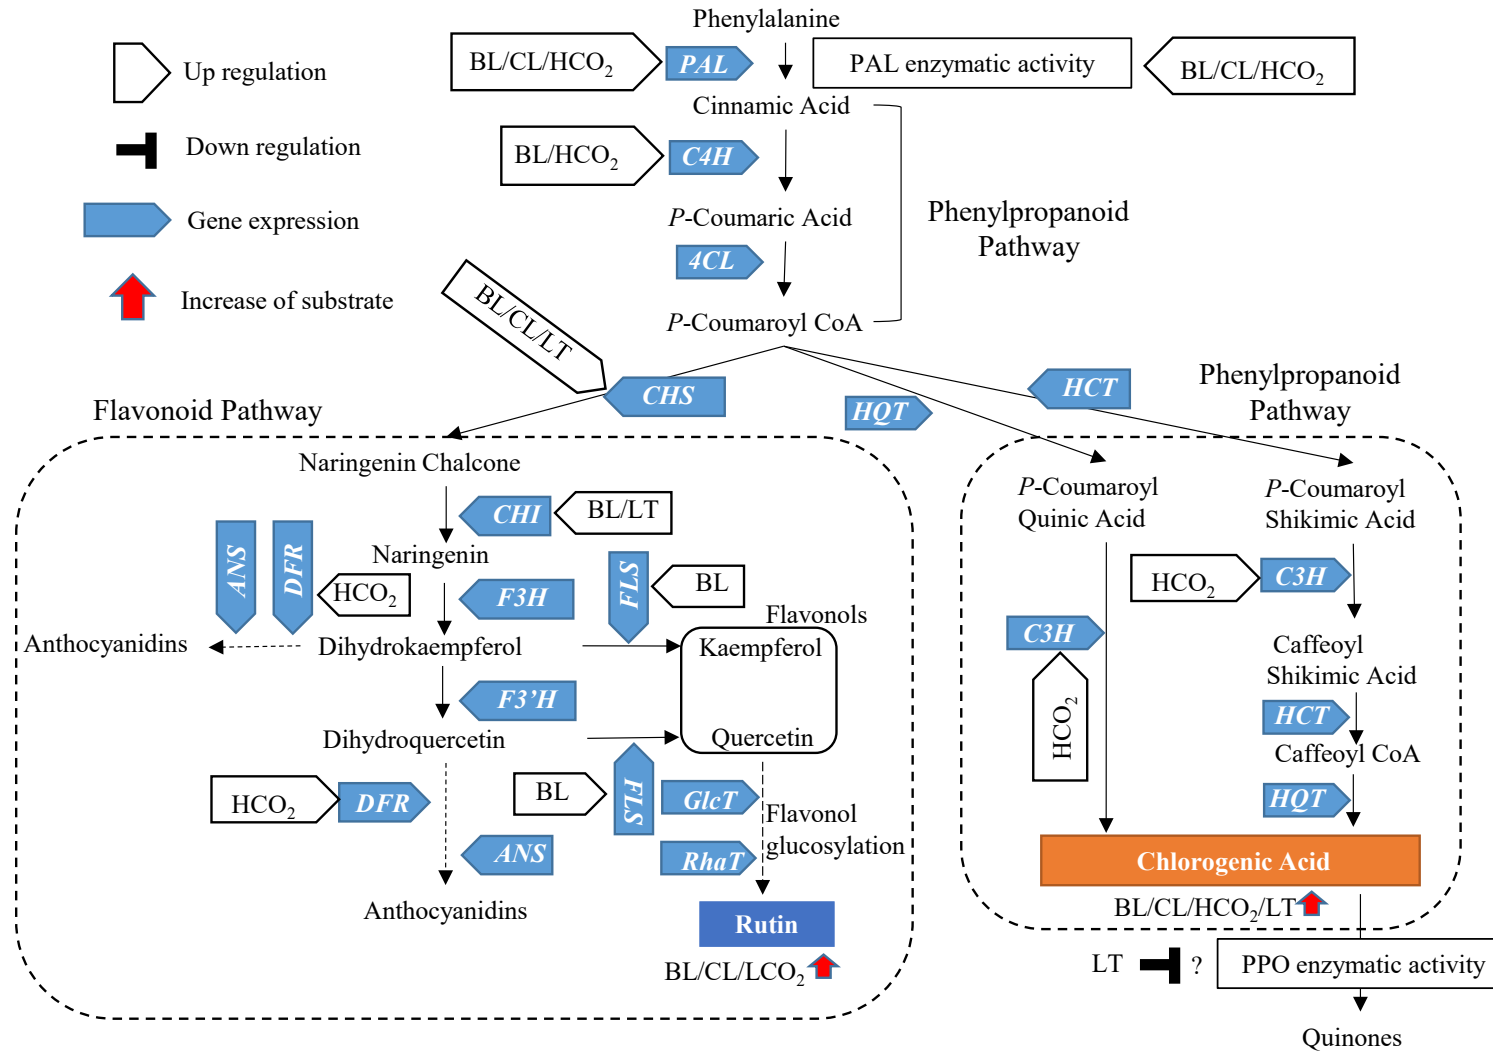 Phenylalanine
Up regulation
BL/CL/HCO₂
PAL
PAL enzymatic activity
BL/CL/HCO₂
Cinnamic Acid
Down regulation
BL/HCO₂
C4H
Gene expression
P-Coumaric Acid
Phenylpropanoid
Pathway
4CL
Increase of substrate
BL/CL/LT
P-Coumaroyl CoA
CHS
HQT
HCT
Phenylpropanoid
Pathway
Flavonoid Pathway
Naringenin Chalcone
CHI
BL/LT
Naringenin
ANS
DFR
HCO₂
F3H
FLS
BL
Flavonols
Anthocyanidins
Dihydrokaempferol
Kaempferol
F3’H
Dihydroquercetin
Quercetin
HCO₂
DFR
BL
FLS
GlcT
Flavonol
glucosylation
ANS
RhaT
Anthocyanidins
Rutin
BL/CL/LCO₂
P-Coumaroyl
Quinic Acid
P-Coumaroyl
Shikimic Acid
HCO₂
C3H
C3H
HCO₂
Caffeoyl
Shikimic Acid
HCT
Caffeoyl CoA
HQT
Chlorogenic Acid
BL/CL/HCO₂/LT
LT
?
PPO enzymatic activity
Quinones